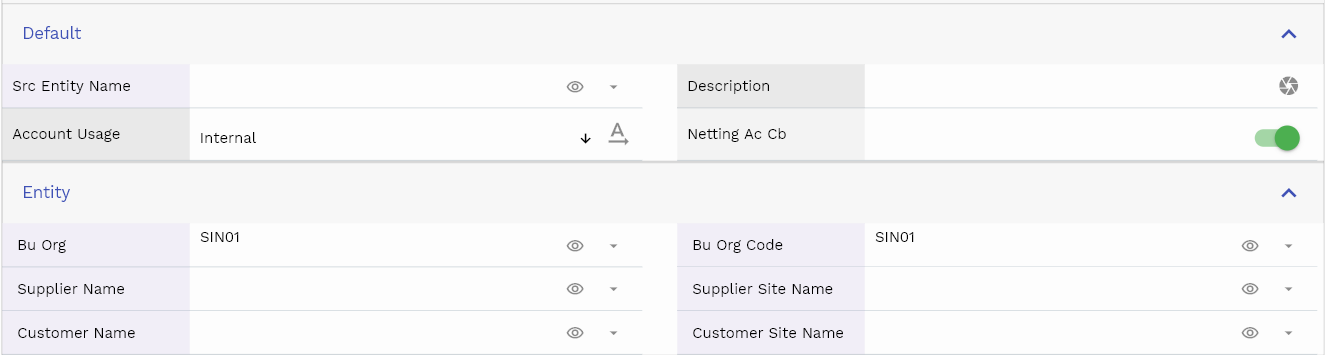 Default
Src Entity Name
Description
Account Usage
Internal
Netting Ac Cb
Entity
Bu Org
SIN01
Bu Org Code
SIN01
Supplier Name
Supplier Site Name
Customer Name
Customer Site Name